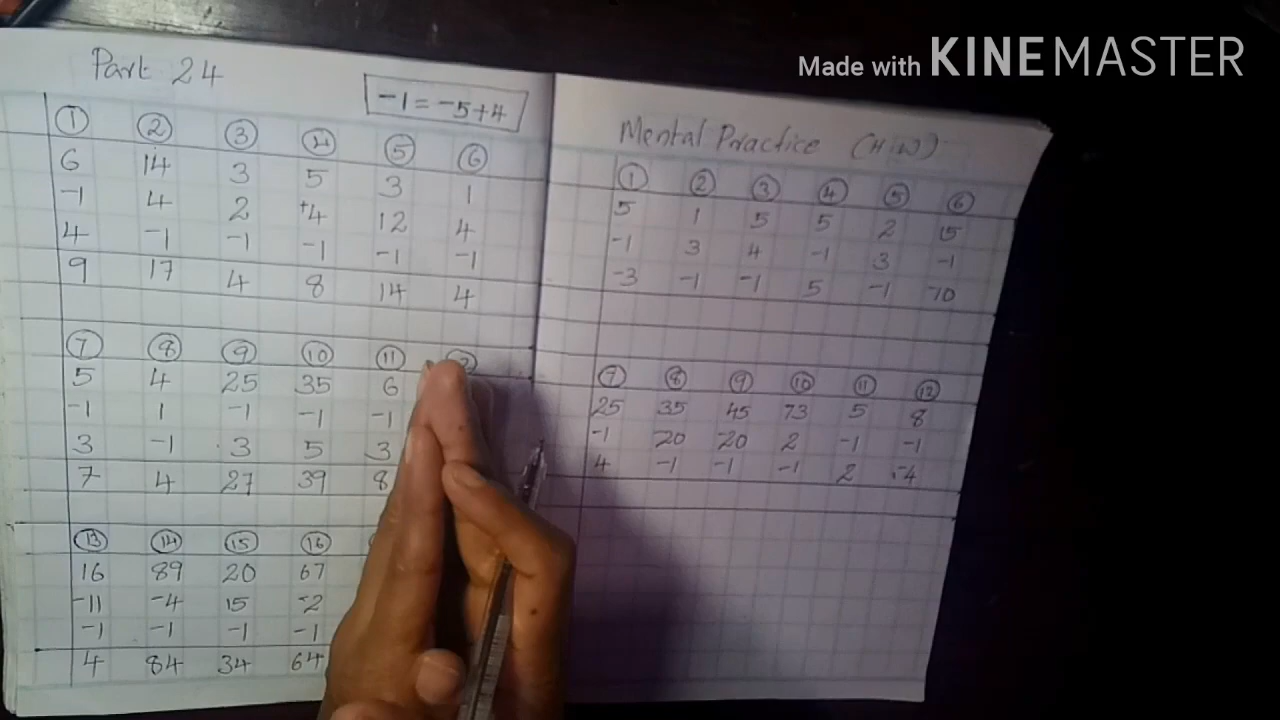 Made with KINEMASTER
Part 24
-1 = -5+4
① ② ③ ④ ⑤ ⑥
6 14 3 5 3 1
-1 4 2 +4 12 4
4 -1 -1 -1 -1 -1
9 17 4 8 14 4
⑦ ⑧ ⑨ ⑩ ⑪
5 4 25 35 6
-1 1 -1 -1 -1
3 -1 3 5 3
7 4 27 39 8
⑬ ⑭ ⑮ ⑯
16 89 20 67
-11 -4 15 -2
-1 -1 -1 -1
4 84 34 64
Mental Practice (H.W)
① ② ③ ④ ⑤ ⑥
5 1 5 5 2 15
-1 3 4 -1 3 -1
-3 -1 -1 5 -1 -10
⑦ ⑧ ⑨ ⑩ ⑪ ⑫
25 35 45 73 5 8
-1 20 20 2 -1 -1
4 -1 -1 -1 2 -4